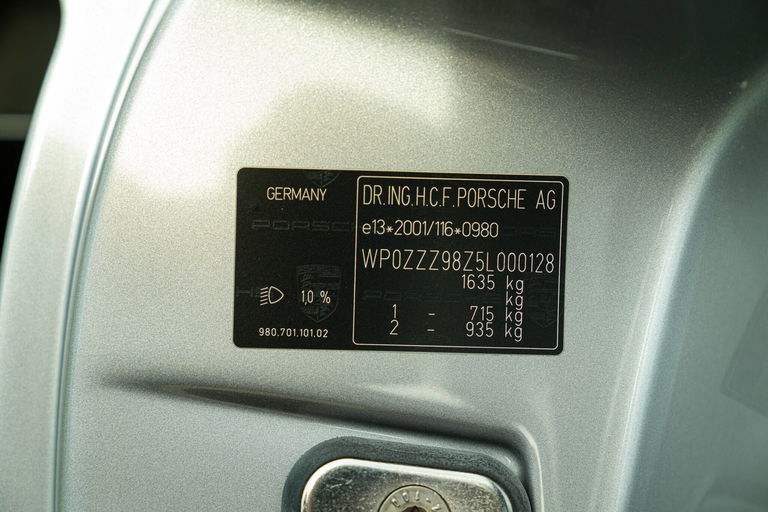 GERMANY
DR.ING.H.C.F.PORSCHE AG
e13*2001/116*0980
WP0ZZZ98Z5L000128
1635 kg
kg
1,0 %
1 - 715 kg
2 - 935 kg
980.701.101.02
PORSCHE